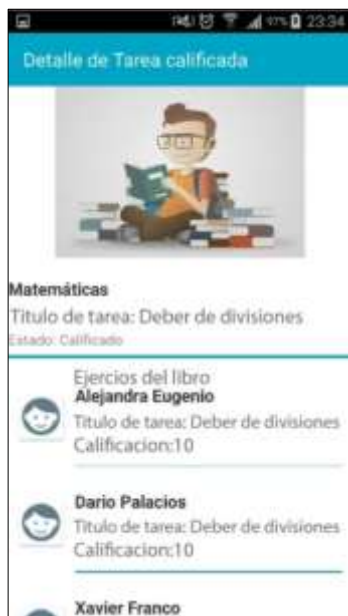 97% 23:34
Detalle de Tarea calificada
Matemáticas
Titulo de tarea: Deber de divisiones
Estado: Calificado
Ejercios del libro
Alejandra Eugenio
Titulo de tarea: Deber de divisiones
Calificacion:10
Dario Palacios
Titulo de tarea: Deber de divisiones
Calificacion:10
Xavier Franco